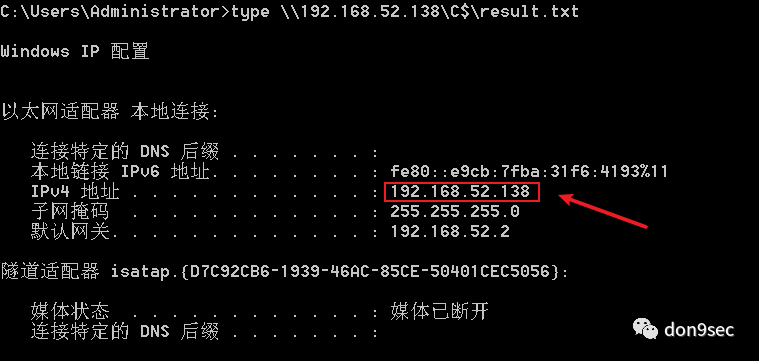 C:\Users\Administrator>type \\192.168.52.138\C$\result.txt
Windows IP 配置
以太网适配器 本地连接:
连接特定的 DNS 后缀 . . . . . . . :
本地链接 IPv6 地址. . . . . . . . : fe80::e9cb:7fba:31f6:4193%11
IPv4 地址 . . . . . . . . . . . . : 192.168.52.138
子网掩码 . . . . . . . . . . . . : 255.255.255.0
默认网关. . . . . . . . . . . . . : 192.168.52.2
隧道适配器 isatap.{D7C92CB6-1939-46AC-85CE-50401CEC5056}:
媒体状态 . . . . . . . . . . . . : 媒体已断开
连接特定的 DNS 后缀 . . . . . . . :
don9sec